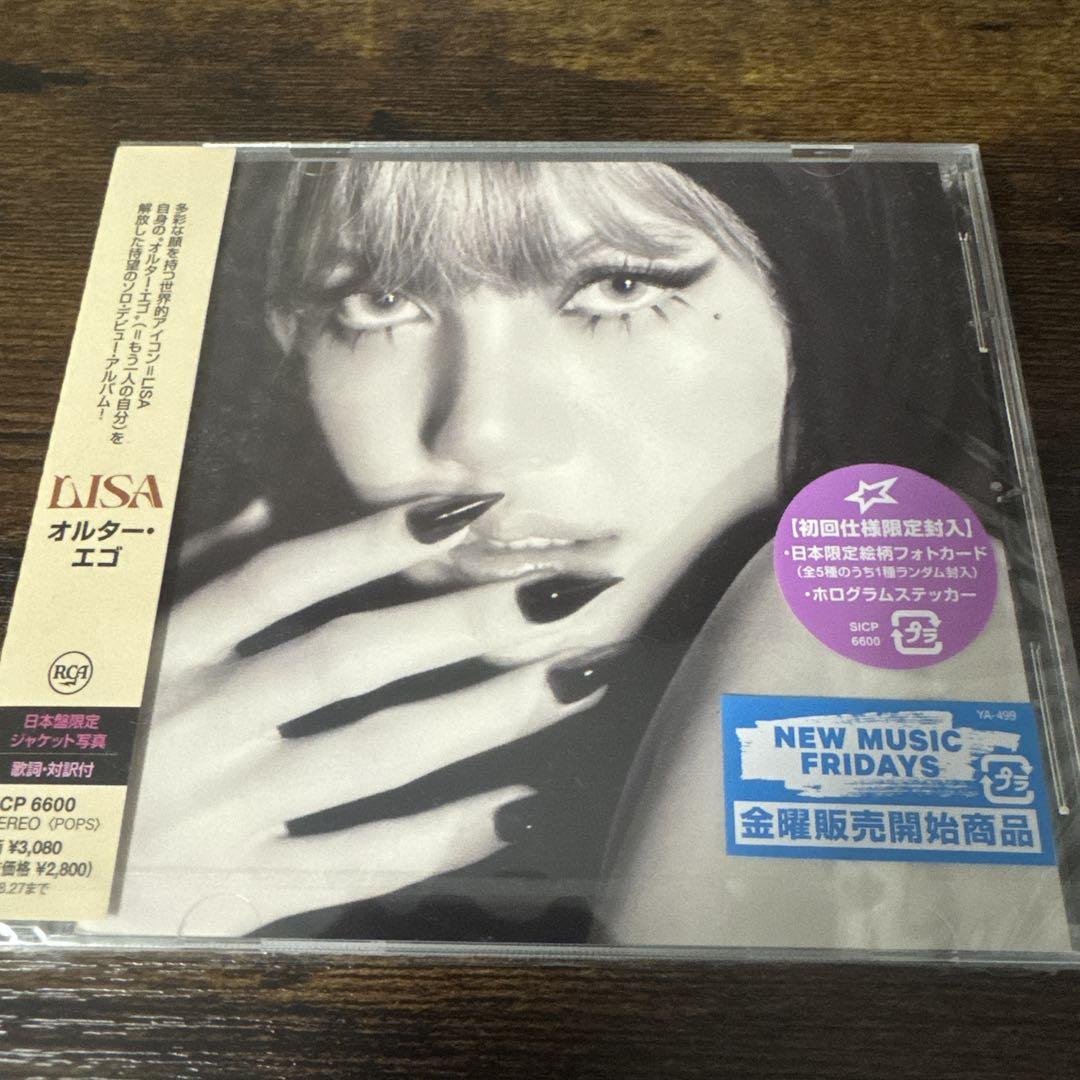 多彩な顔を持つ世界的アイコン=LISA
自身の“オルター・エゴ”(=もう一人の自分)を
解放した待望のソロ・デビュー・アルバム!
LISA
オルター・
エゴ
RCA
日本盤限定
ジャケット写真
歌詞・対訳付
CP 6600
EREO〈POPS〉
¥3,080
価格 ¥2,800)
8.27まで
【初回仕様限定封入】
・日本限定絵柄フォトカード
(全5種のうち1種ランダム封入)
・ホログラムステッカー
SICP
6600
プラ
YA-499
NEW MUSIC
FRIDAYS
プラ
金曜販売開始商品